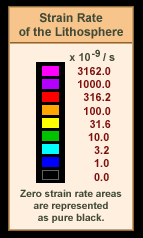 Strain Rate
of the Lithosphere
x 10⁻⁹ / s
3162.0
1000.0
316.2
100.0
31.6
10.0
3.2
1.0
0.0
Zero strain rate areas
are represented
as pure black.